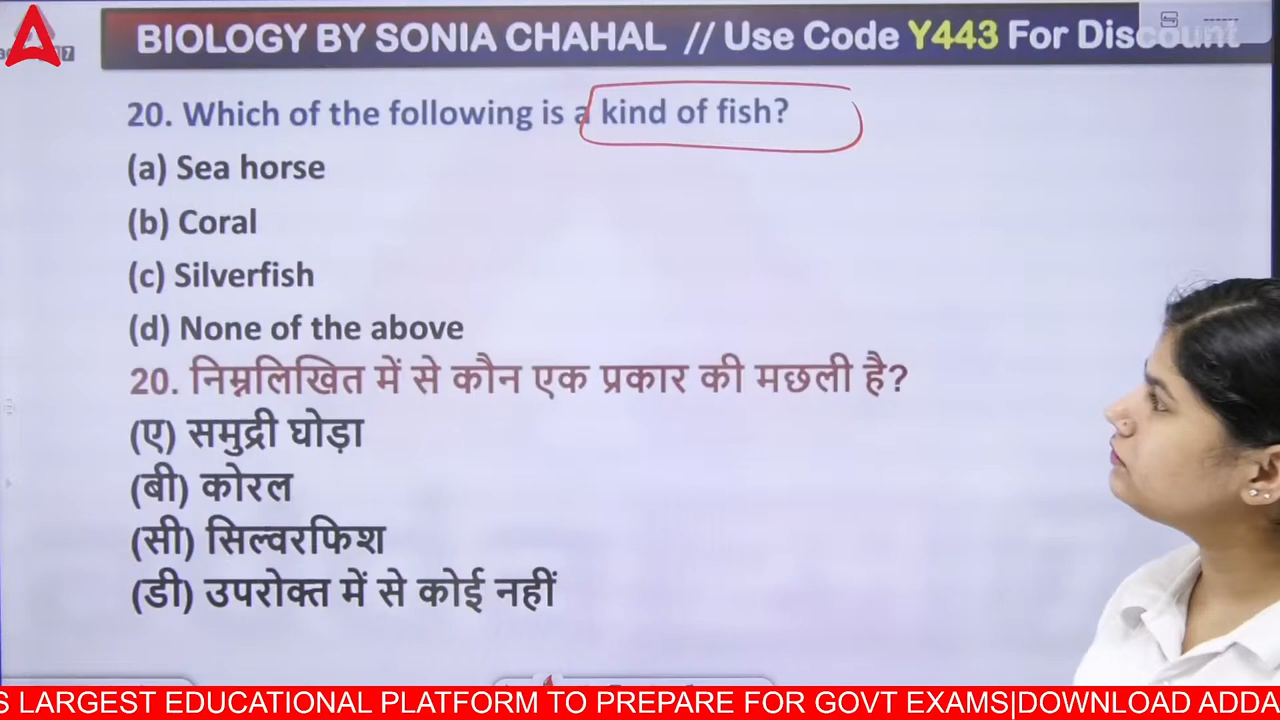 BIOLOGY BY SONIA CHAHAL // Use Code Y443 For Discount
20. Which of the following is a kind of fish?
(a) Sea horse
(b) Coral
(c) Silverfish
(d) None of the above
20. निम्नलिखित में से कौन एक प्रकार की मछली है?
(ए) समुद्री घोड़ा
(बी) कोरल
(सी) सिल्वरफिश
(डी) उपरोक्त में से कोई नहीं
S LARGEST EDUCATIONAL PLATFORM TO PREPARE FOR GOVT EXAMS|DOWNLOAD ADDA